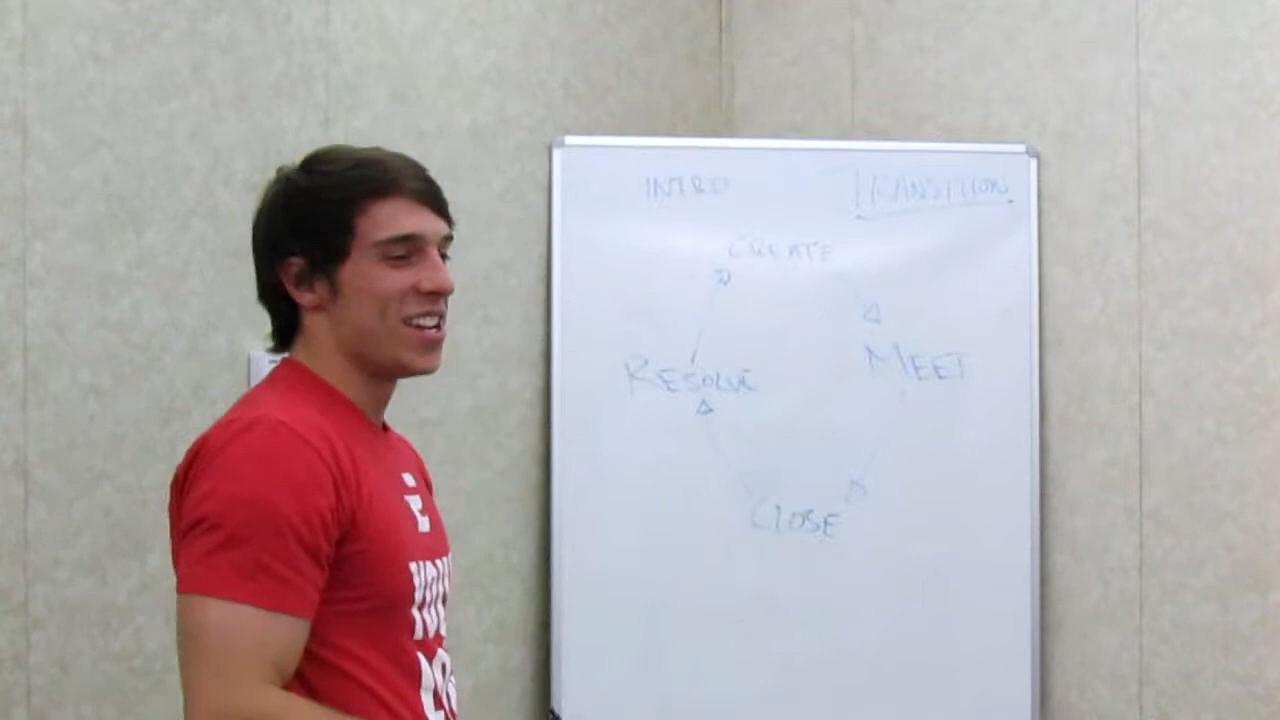 INTRO
TRANSITION
CREATE
RESOLVE
MEET
CLOSE